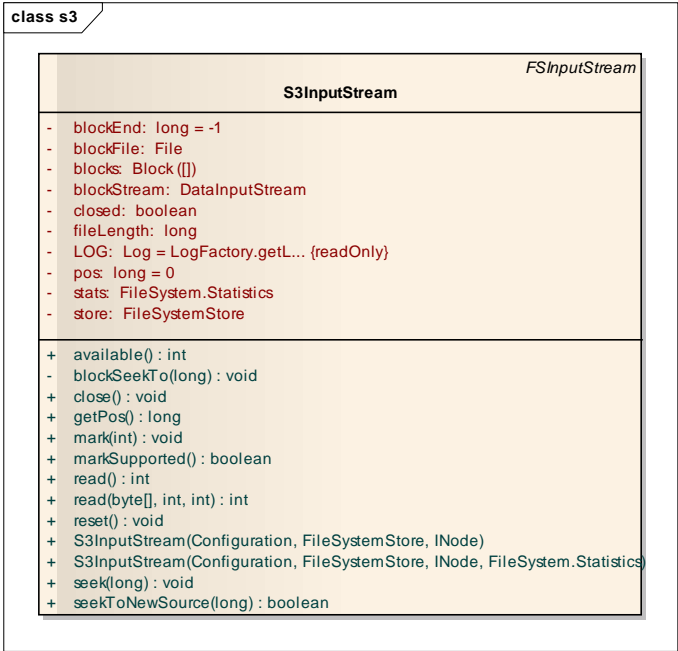 class s3
FSInputStream
S3InputStream
- blockEnd: long = -1
- blockFile: File
- blocks: Block ([])
- blockStream: DataInputStream
- closed: boolean
- fileLength: long
- LOG: Log = LogFactory.getL... {readOnly}
- pos: long = 0
- stats: FileSystem.Statistics
- store: FileSystemStore
+ available() : int
- blockSeekTo(long) : void
+ close() : void
+ getPos() : long
+ mark(int) : void
+ markSupported() : boolean
+ read() : int
+ read(byte[], int, int) : int
+ reset() : void
+ S3InputStream(Configuration, FileSystemStore, INode)
+ S3InputStream(Configuration, FileSystemStore, INode, FileSystem.Statistics)
+ seek(long) : void
+ seekToNewSource(long) : boolean